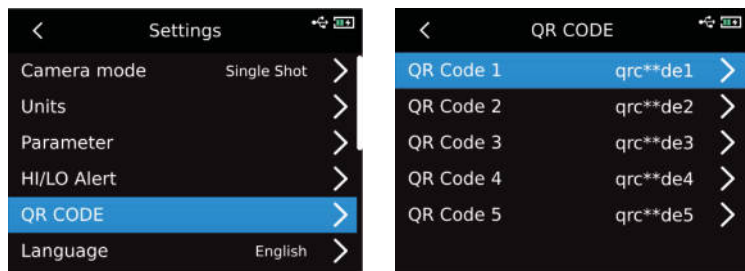 Settings
Camera mode Single Shot
Units
Parameter
HI/LO Alert
QR CODE
Language English
QR CODE
QR Code 1 qrc**de1
QR Code 2 qrc**de2
QR Code 3 qrc**de3
QR Code 4 qrc**de4
QR Code 5 qrc**de5